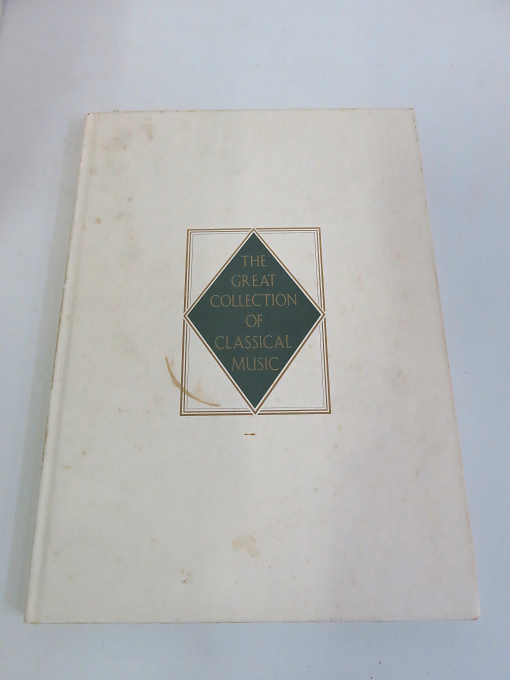 THE
GREAT
COLLECTION
OF
CLASSICAL
MUSIC